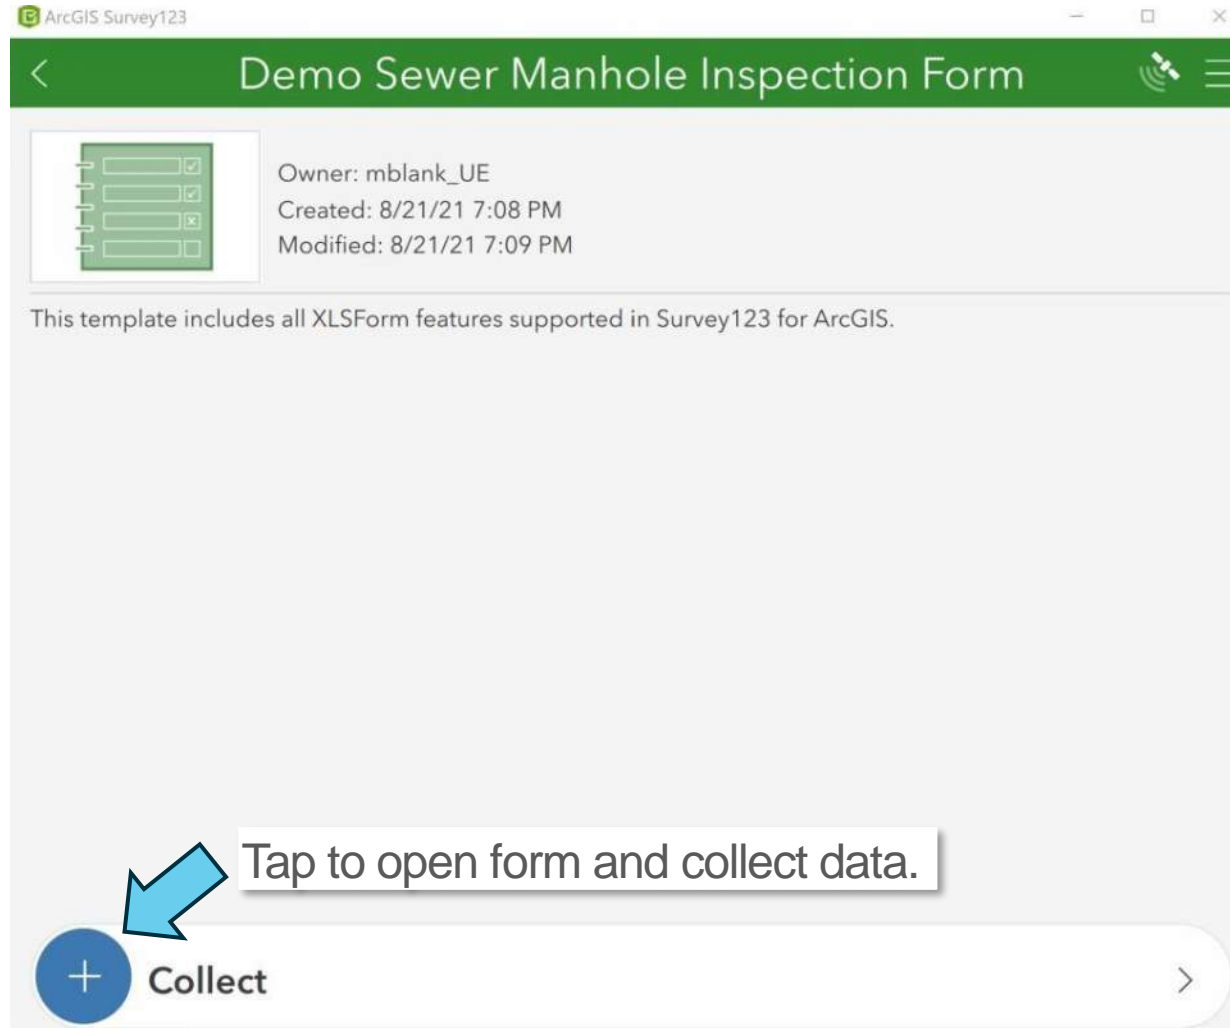 ArcGIS Survey123
Demo Sewer Manhole Inspection Form
Owner: mblank_UE
Created: 8/21/21 7:08 PM
Modified: 8/21/21 7:09 PM
This template includes all XLSForm features supported in Survey123 for ArcGIS.
Tap to open form and collect data.
Collect